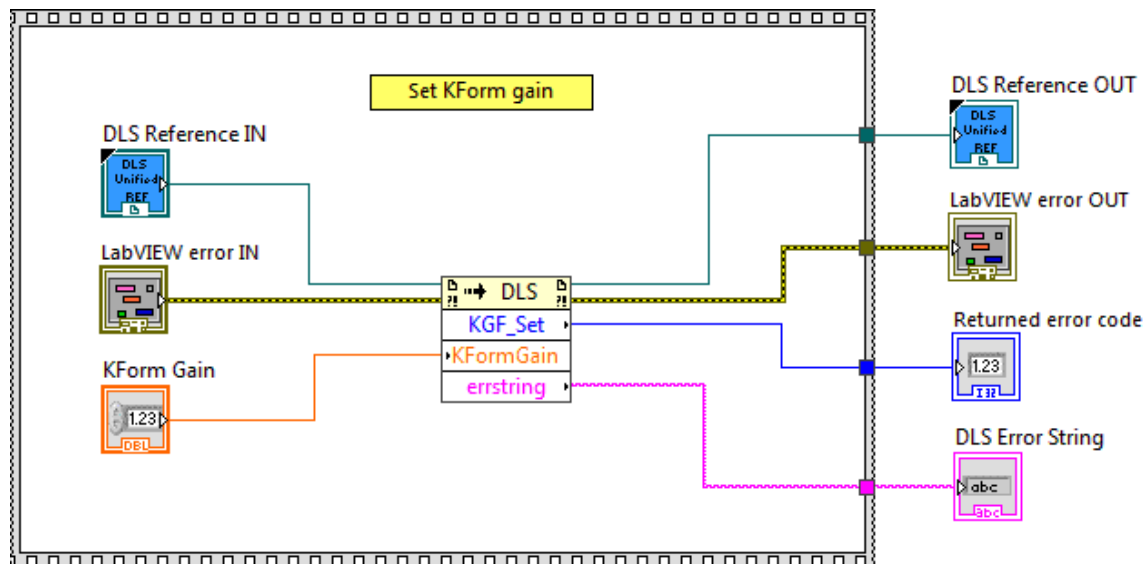 Set KForm gain
DLS Reference IN
DLS
Unified
REF
LabVIEW error IN
KForm Gain
1.23
DBL
DLS
KGF_Set
KFormGain
errstring
DLS Reference OUT
DLS
Unified
REF
LabVIEW error OUT
Returned error code
1.23
I32
DLS Error String
abc
abc